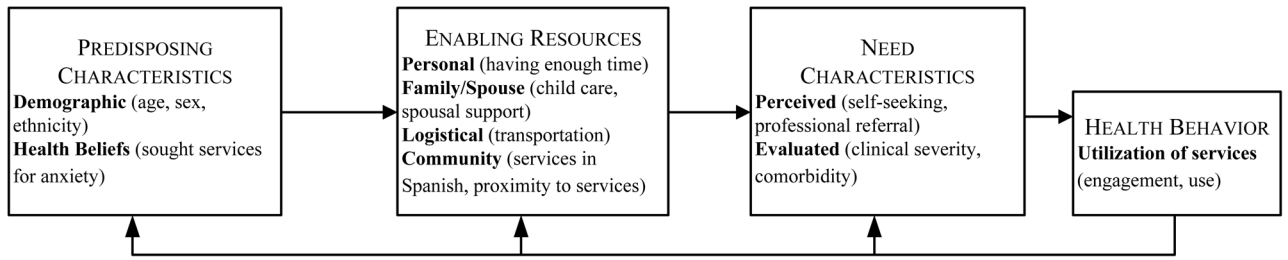 PREDISPOSING
CHARACTERISTICS
Demographic (age, sex,
ethnicity)
Health Beliefs (sought services
for anxiety)
ENABLING RESOURCES
Personal (having enough time)
Family/Spouse (child care,
spousal support)
Logistical (transportation)
Community (services in
Spanish, proximity to services)
NEED
CHARACTERISTICS
Perceived (self-seeking,
professional referral)
Evaluated (clinical severity,
comorbidity)
HEALTH BEHAVIOR
Utilization of services
(engagement, use)